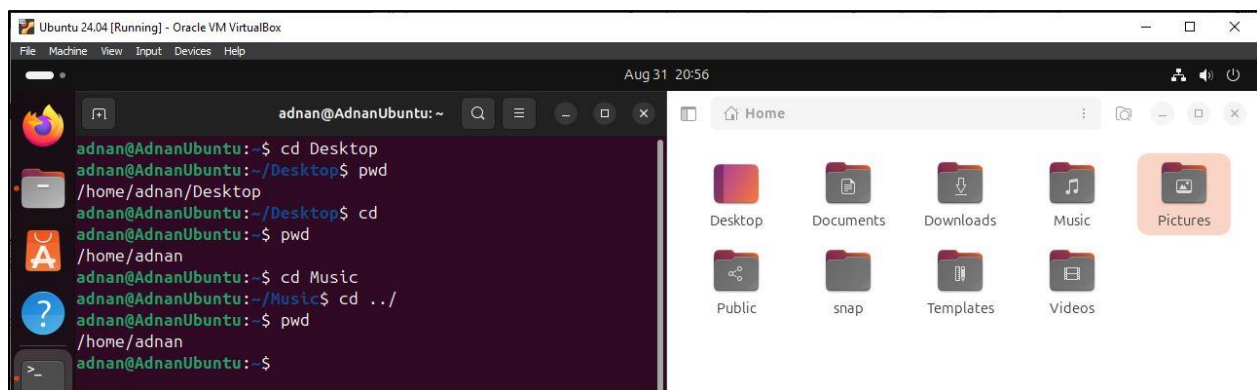 Ubuntu 24.04 [Running] - Oracle VM VirtualBox
File Machine View Input Devices Help
Aug 31 20:56
adnan@AdnanUbuntu: ~
Home
adnan@AdnanUbuntu:~$ cd Desktop
adnan@AdnanUbuntu:~/Desktop$ pwd
/home/adnan/Desktop
adnan@AdnanUbuntu:~/Desktop$ cd
adnan@AdnanUbuntu:~$ pwd
/home/adnan
adnan@AdnanUbuntu:~$ cd Music
adnan@AdnanUbuntu:~/Music$ cd ../
adnan@AdnanUbuntu:~$ pwd
/home/adnan
adnan@AdnanUbuntu:~$
Desktop Documents Downloads Music Pictures
Public snap Templates Videos